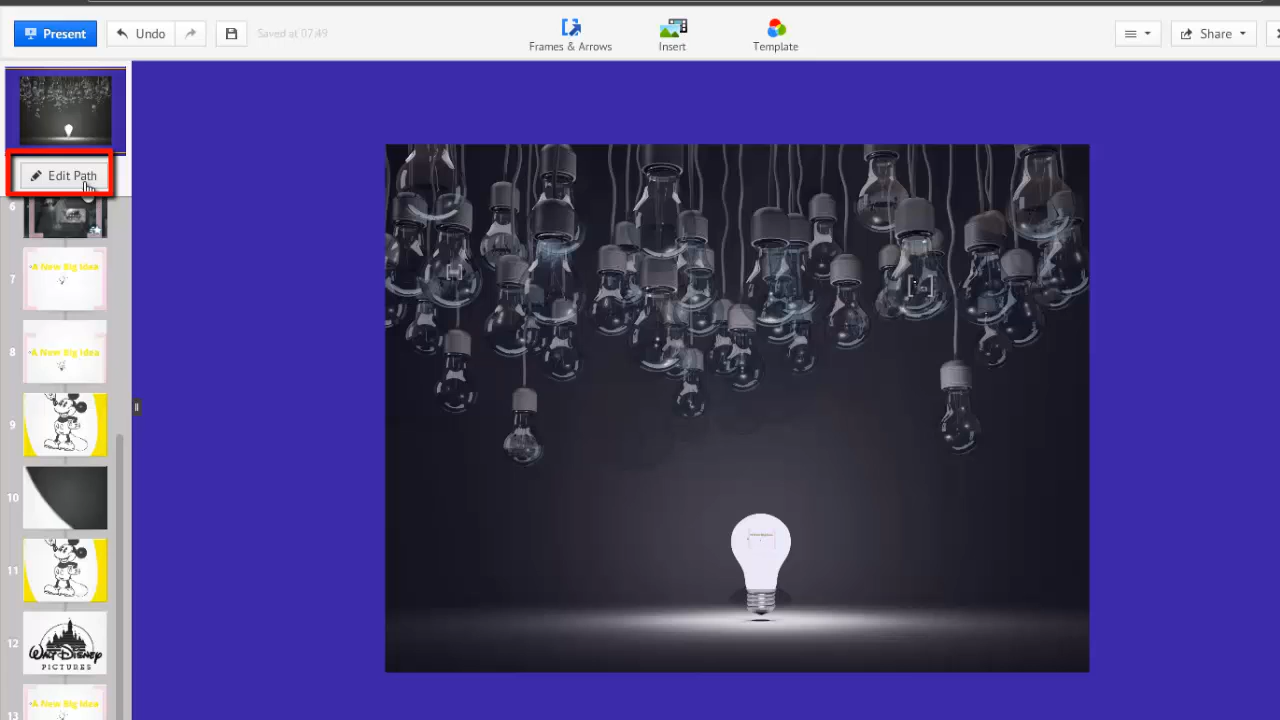 Present
Undo
Saved at 07:49
Frames & Arrows
Insert
Template
Share
Edit Path
6
7
A New Big Idea
8
A New Big Idea
9
10
11
12
WALT DISNEY
PICTURES
13
A New Big Idea